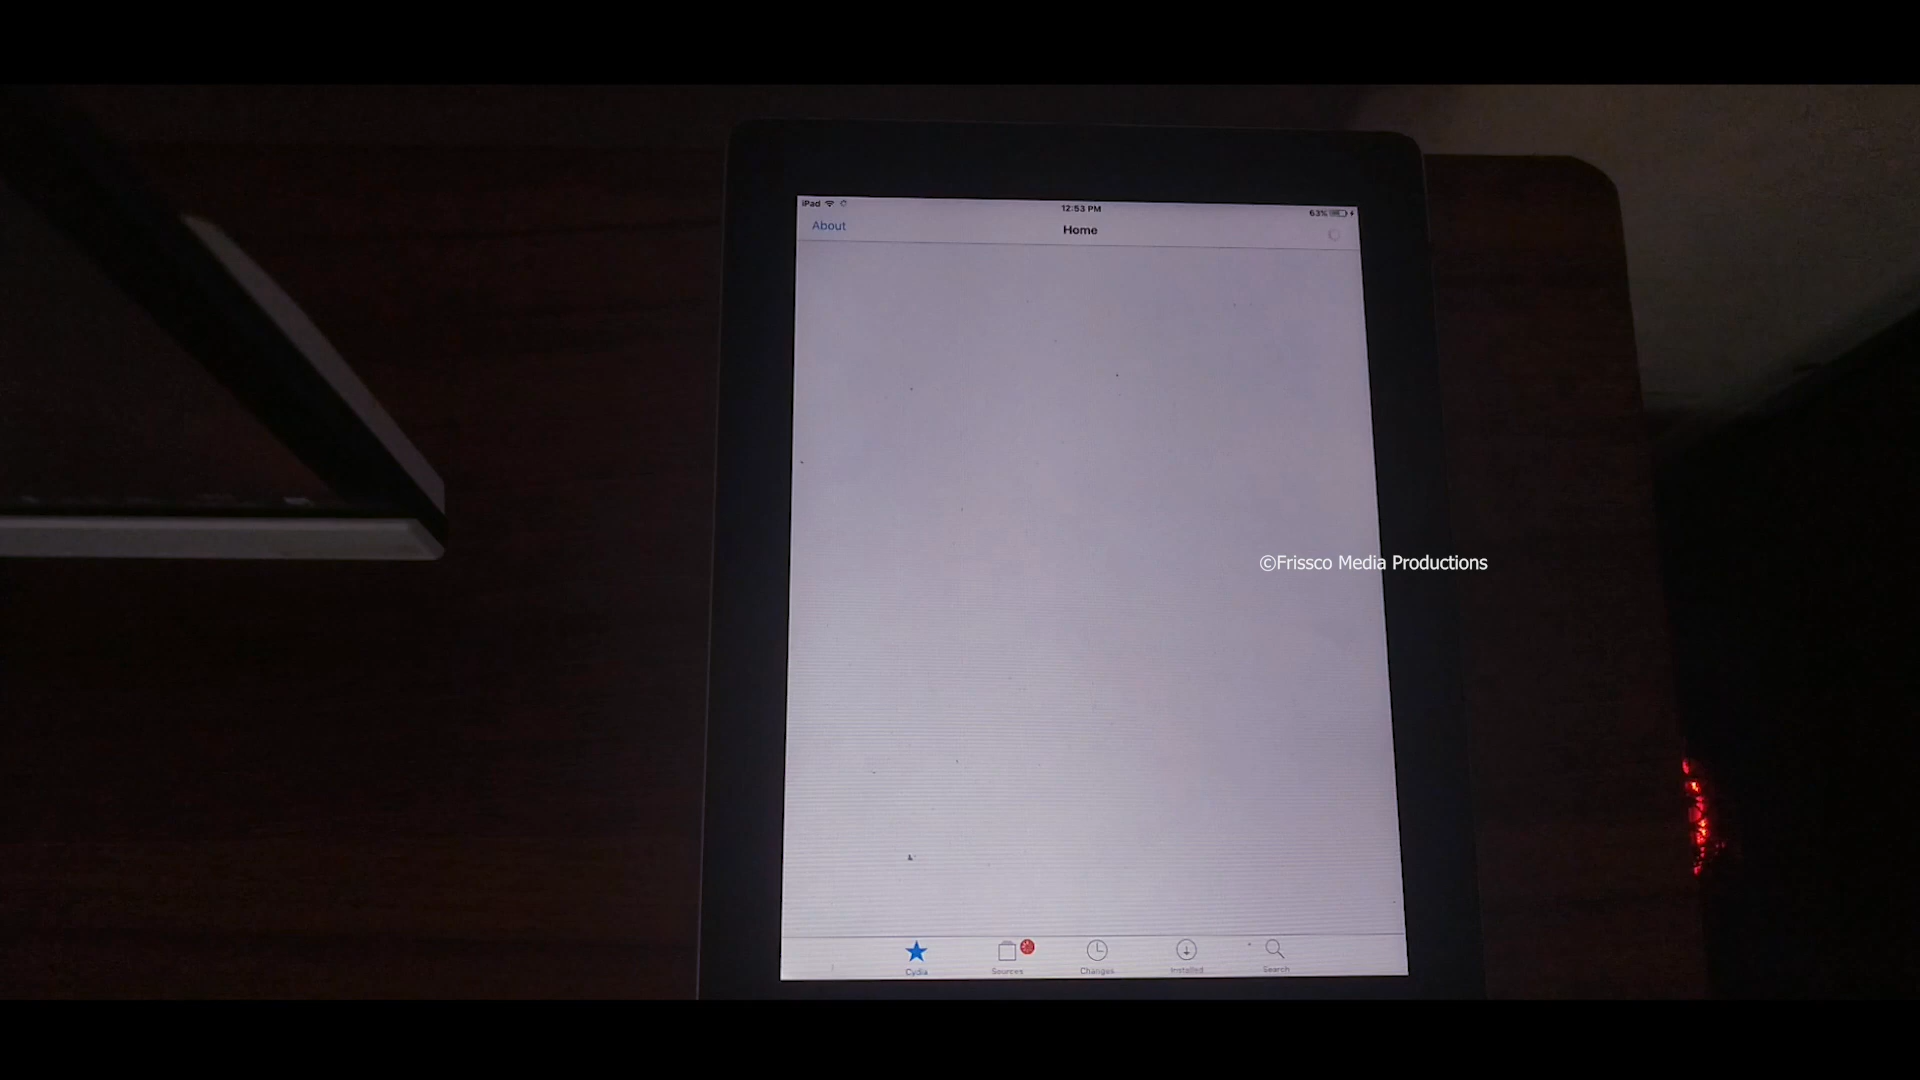 iPad
12:53 PM
63%
About
Home
©Frissco Media Productions
Cydia
Sources
Changes
Installed
Search